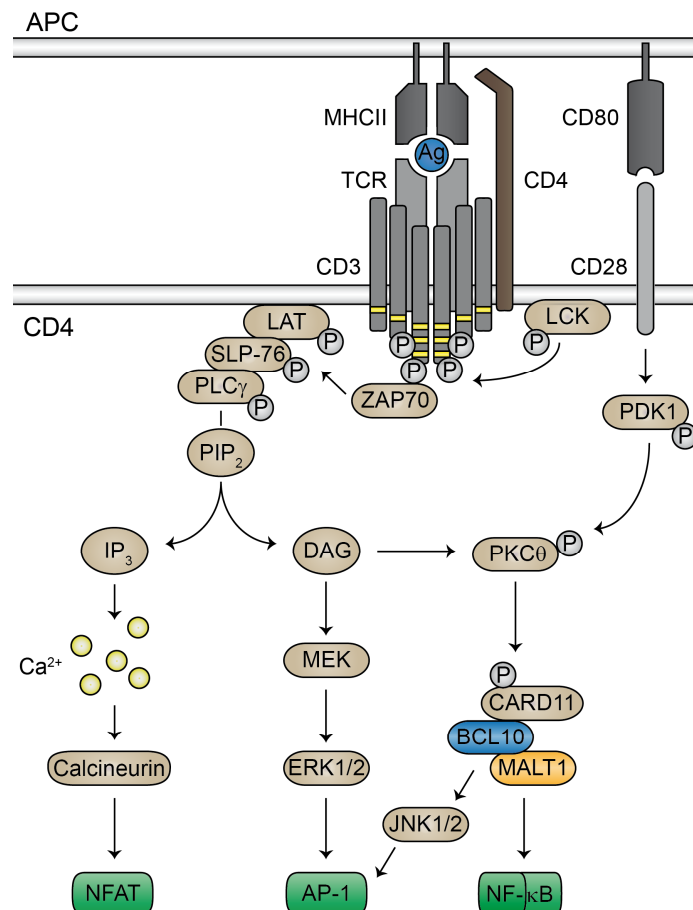 APC
MHCII
CD80
Ag
TCR
CD4
CD3
CD28
CD4
LAT
LCK
P
P
SLP-76
P
P
P
PLCγ
P
P
ZAP70
P
PDK1
P
PIP₂
IP₃
DAG
PKCθ
P
Ca²⁺
MEK
P
CARD11
BCL10
Calcineurin
ERK1/2
MALT1
JNK1/2
NFAT
AP-1
NF-κB